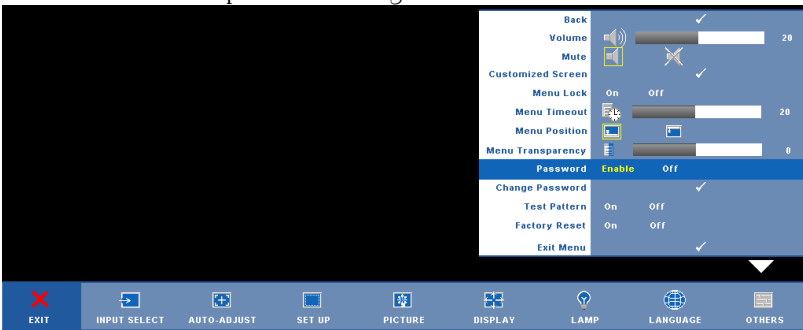 Back
Volume 20
Mute
Customized Screen
Menu Lock On Off
Menu Timeout 20
Menu Position
Menu Transparency 0
Password Enable Off
Change Password
Test Pattern On Off
Factory Reset On Off
Exit Menu
EXIT INPUT SELECT AUTO-ADJUST SET UP PICTURE DISPLAY LAMP LANGUAGE OTHERS